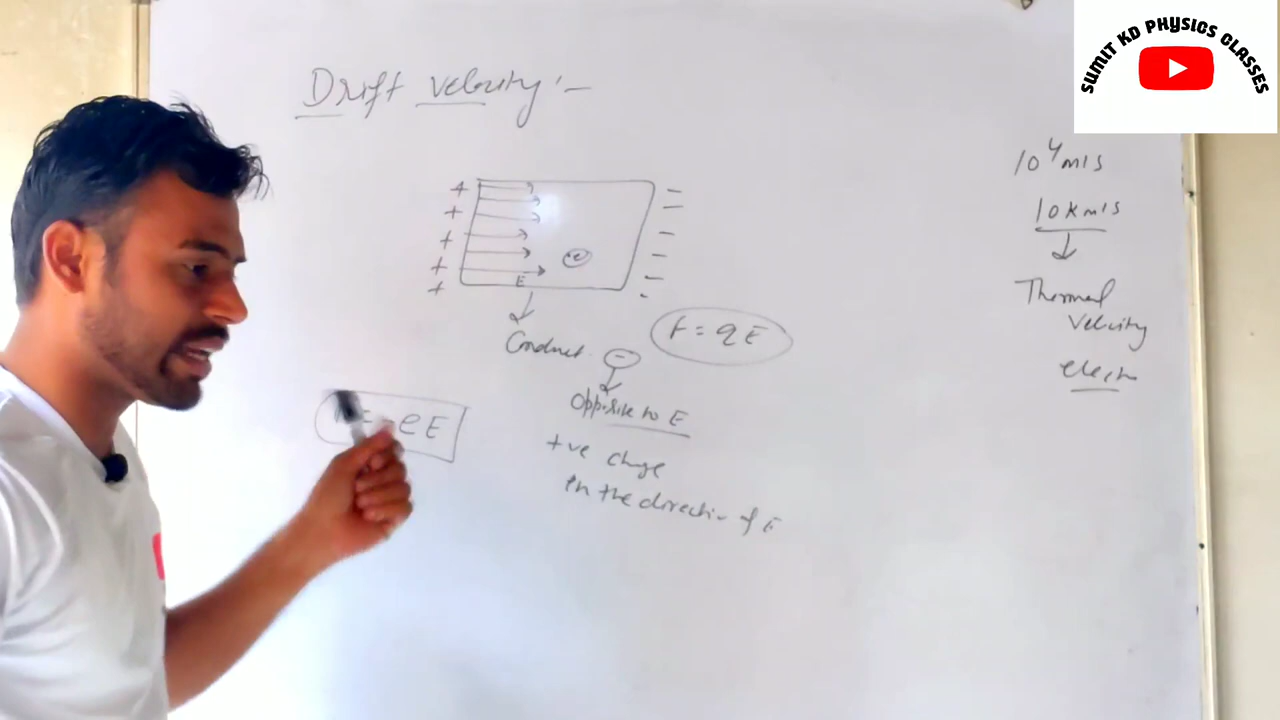 SUMIT KD PHYSICS CLASSES
Drift velocity :-
+ + + + +
- - - - - -
E
-e
Conduct.
F = qE
-
Opposite to E
+ve charge
in the direction of E
- eE
10⁴ m/s
10 km/s
Thermal
velocity
electr